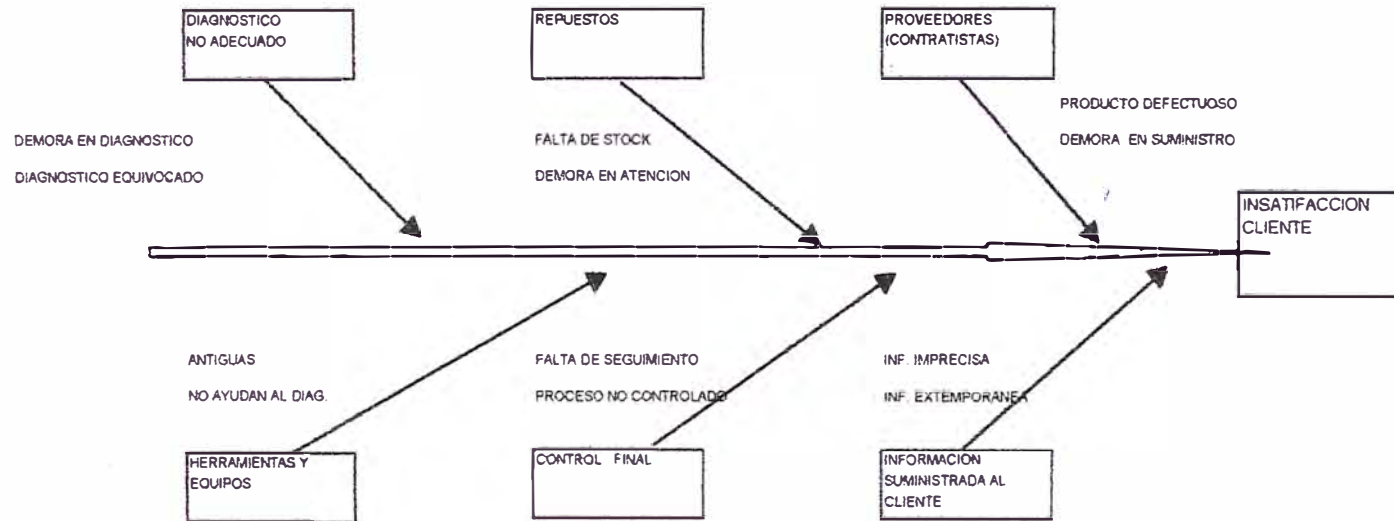 DIAGNOSTICO
NO ADECUADO
REPUESTOS
PROVEEDORES
(CONTRATISTAS)
DEMORA EN DIAGNOSTICO
DIAGNOSTICO EQUIVOCADO
FALTA DE STOCK
DEMORA EN ATENCION
PRODUCTO DEFECTUOSO
DEMORA EN SUMINISTRO
INSATIFACCION
CLIENTE
ANTIGUAS
NO AYUDAN AL DIAG.
FALTA DE SEGUIMIENTO
PROCESO NO CONTROLADO
INF. IMPRECISA
INF. EXTEMPORANEA
HERRAMIENTAS Y
EQUIPOS
CONTROL FINAL
INFORMACION
SUMINISTRADA AL
CLIENTE